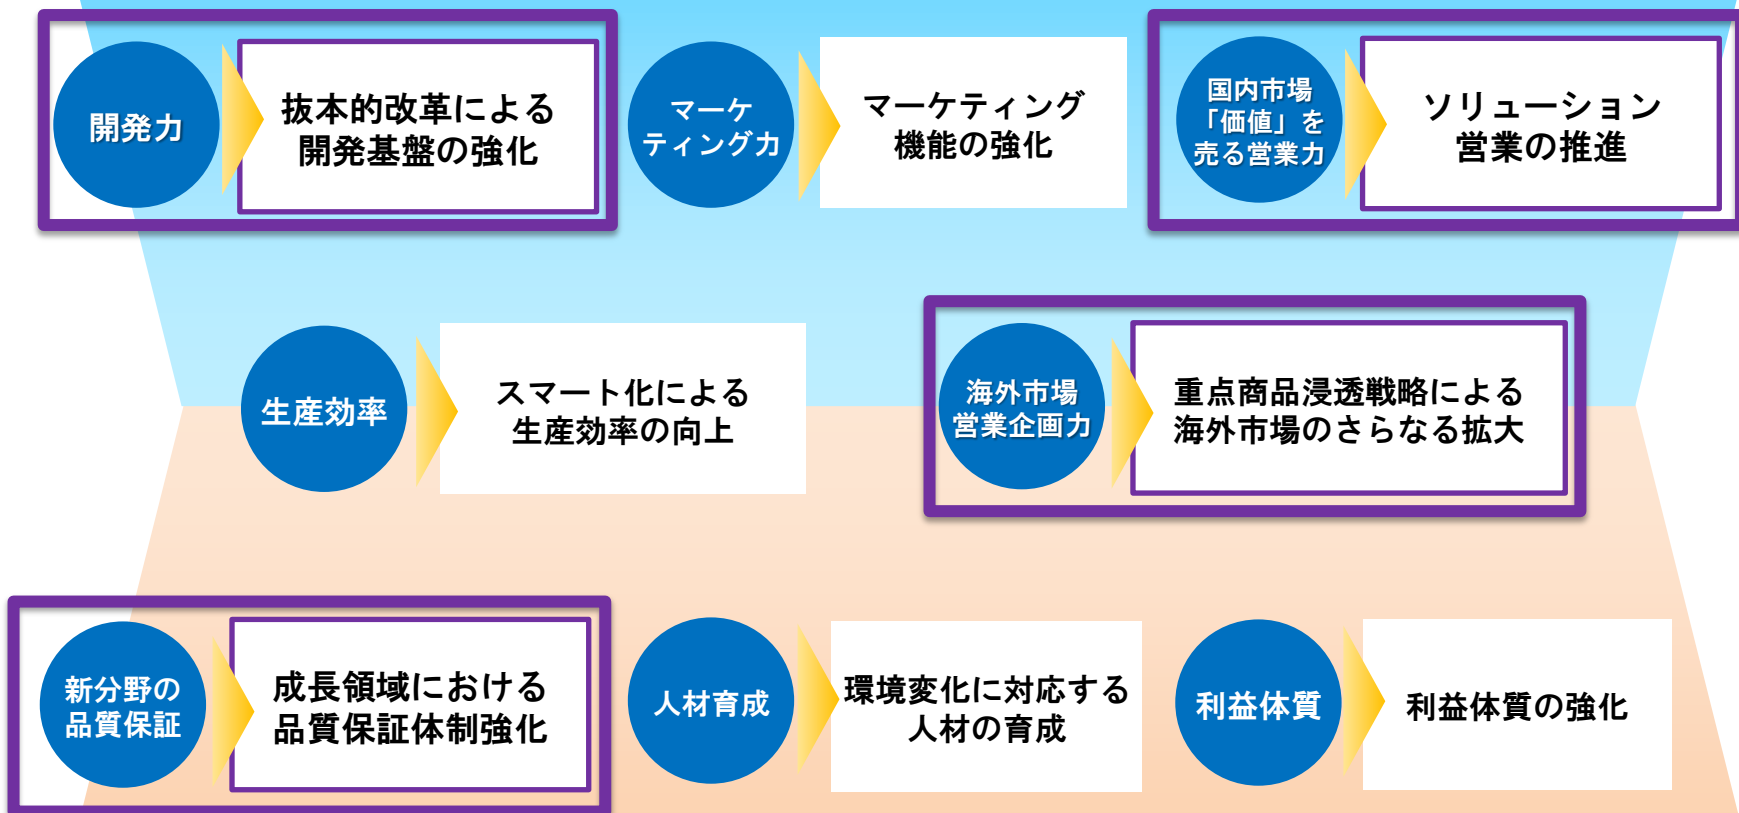 開発力
抜本的改革による
開発基盤の強化
マーケ
ティング力
マーケティング
機能の強化
国内市場
「価値」を
売る営業力
ソリューション
営業の推進
生産効率
スマート化による
生産効率の向上
海外市場
営業企画力
重点商品浸透戦略による
海外市場のさらなる拡大
新分野の
品質保証
成長領域における
品質保証体制強化
人材育成
環境変化に対応する
人材の育成
利益体質
利益体質の強化